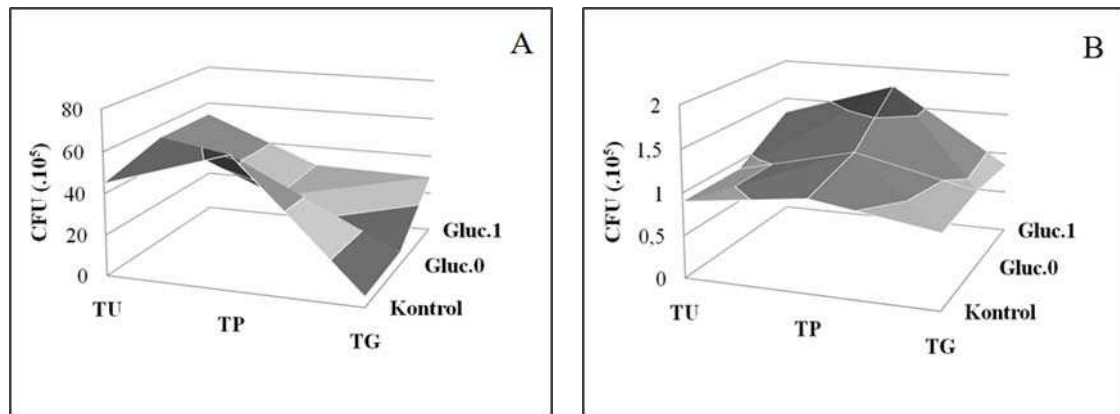 A
80
60
40
20
0
CFU (.10⁵)
TU
TP
TG
Kontrol
Gluc.0
Gluc.1
B
2
1,5
1
0,5
0
CFU (.10⁵)
TU
TP
TG
Kontrol
Gluc.0
Gluc.1